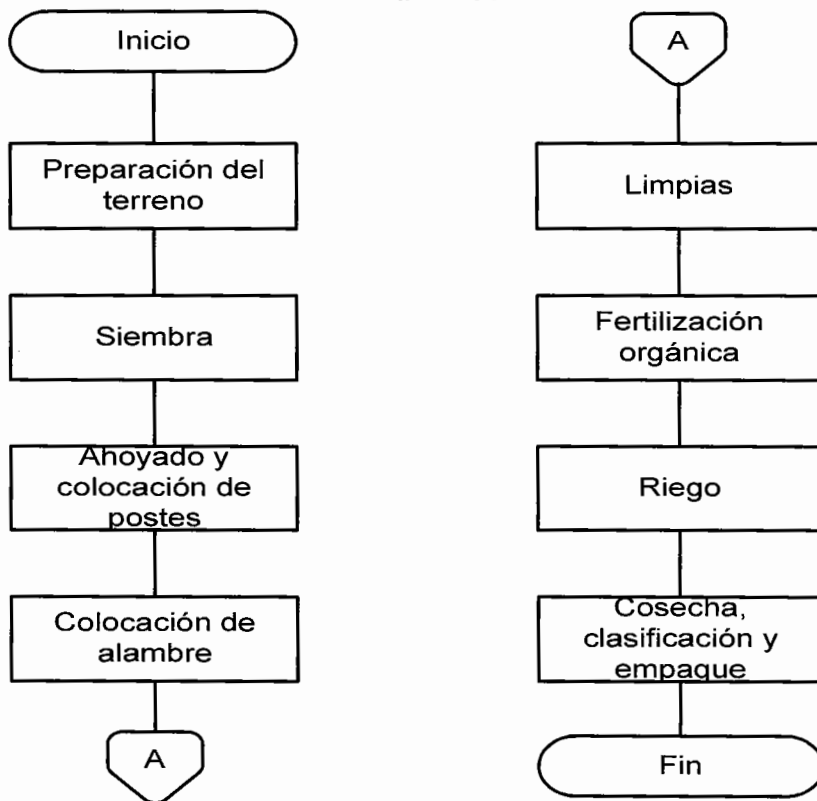 Inicio
Preparación del
terreno
Siembra
Ahoyado y
colocación de
postes
Colocación de
alambre
A
A
Limpias
Fertilización
orgánica
Riego
Cosecha,
clasificación y
empaque
Fin